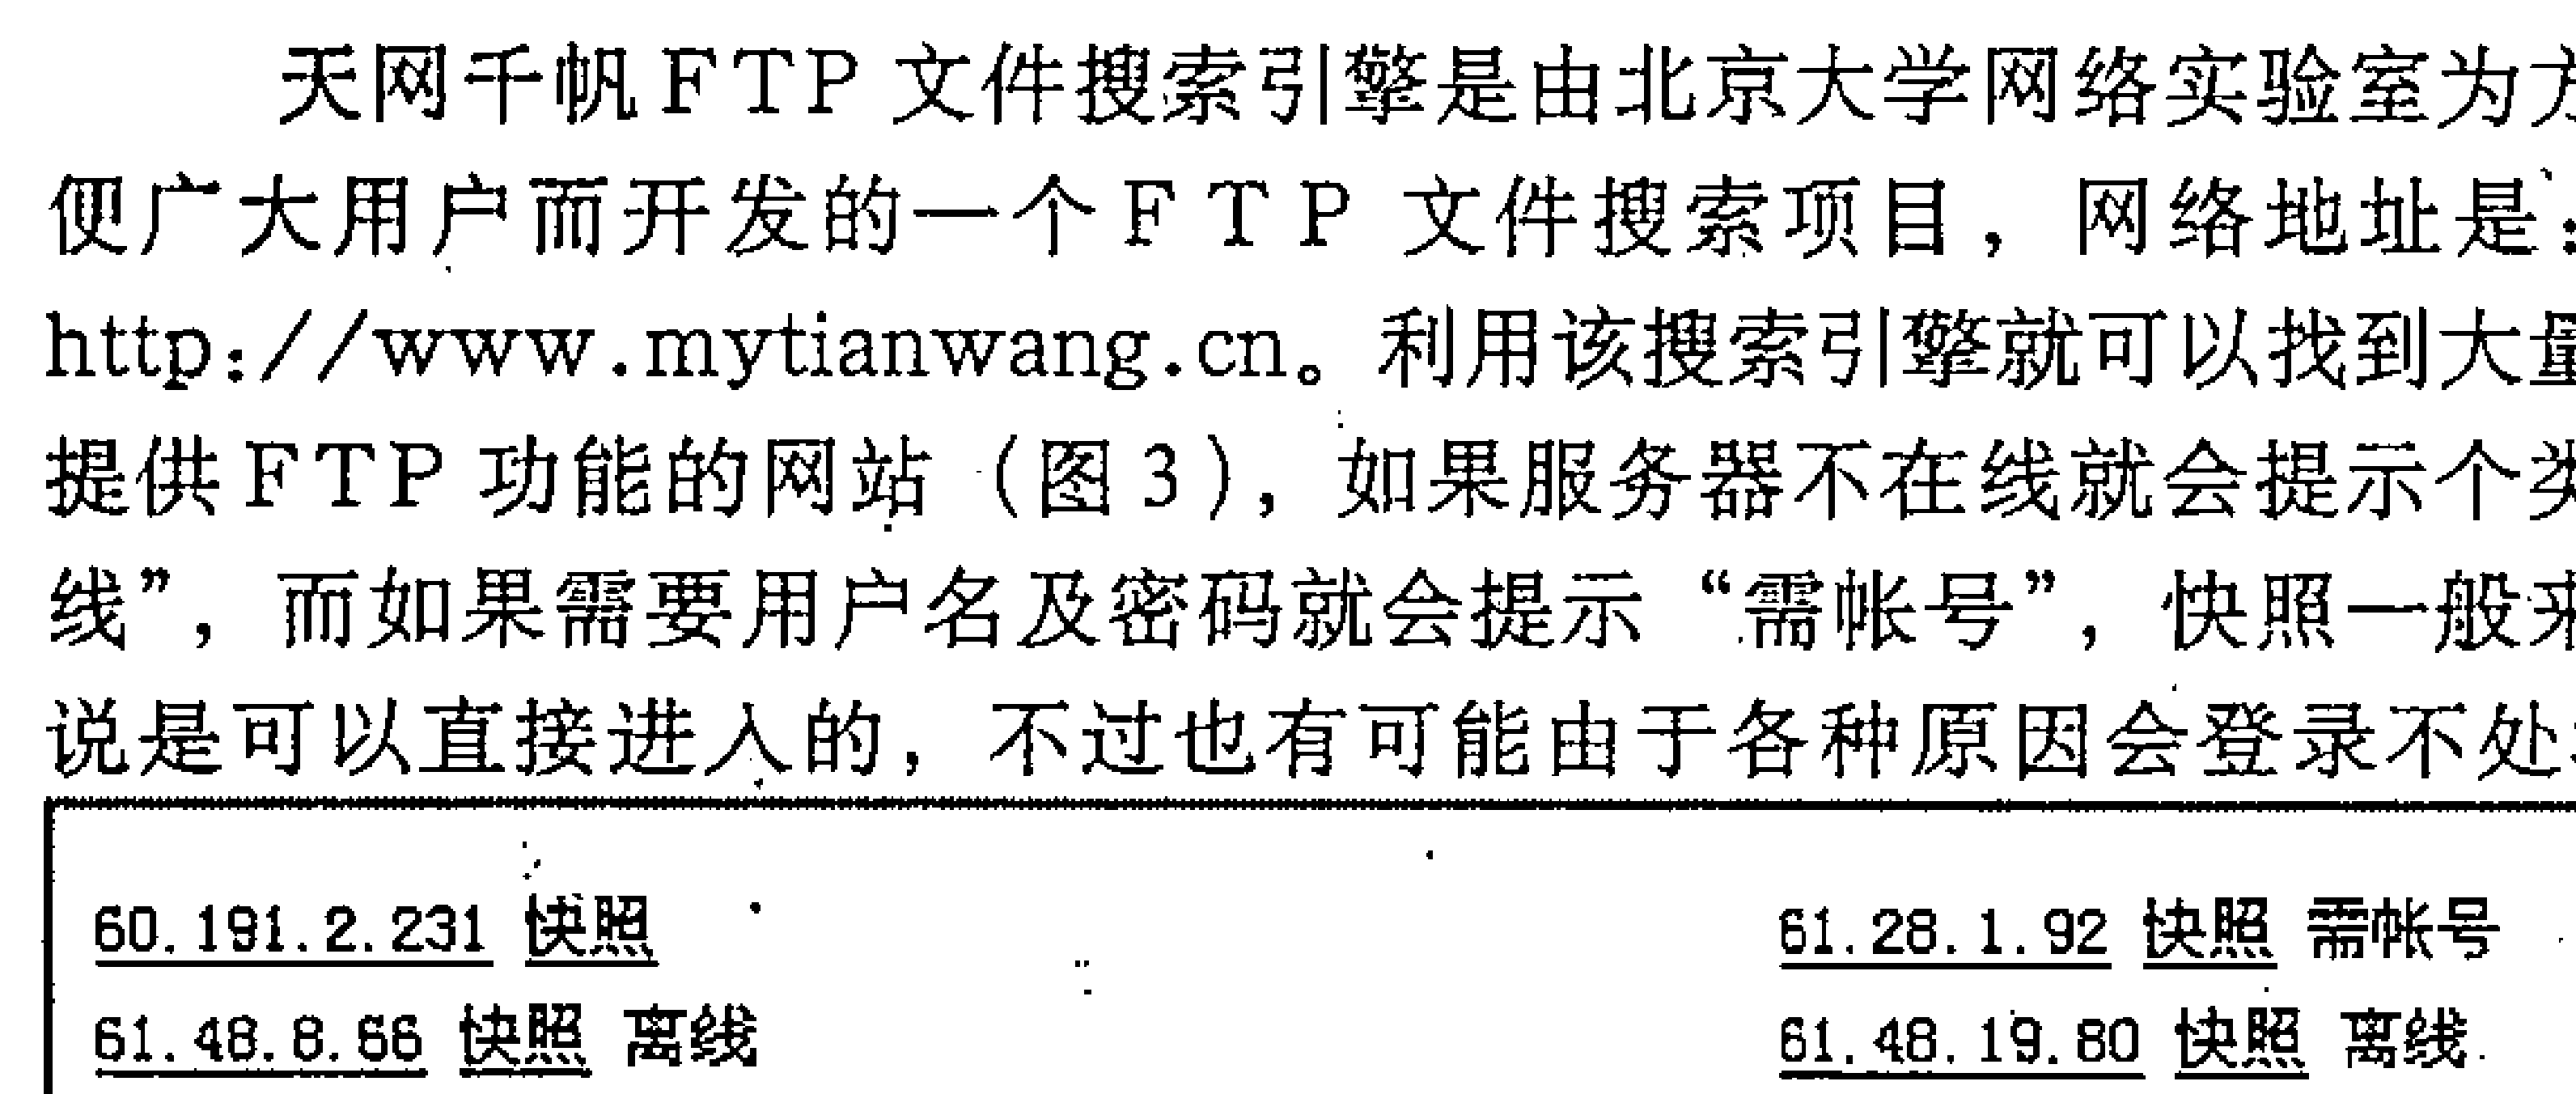 天网千帆FTP 文件搜索引擎是由北京大学网络实验室为方
便广大用户而开发的一个FTP 文件搜索项目，网络地址是：
http://www.mytianwang.cn。利用该搜索引擎就可以找到大量
提供FTP 功能的网站（图3），如果服务器不在线就会提示个类
线”，而如果需要用户名及密码就会提示“需帐号”，快照一般来
说是可以直接进入的，不过也有可能由于各种原因会登录不处
60.191.2.231 快照 61.28.1.92 快照 需帐号
61.48.8.66 快照 离线 61.48.19.80 快照 离线